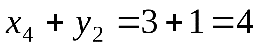 x₄ + y₂ = 3 + 1 = 4